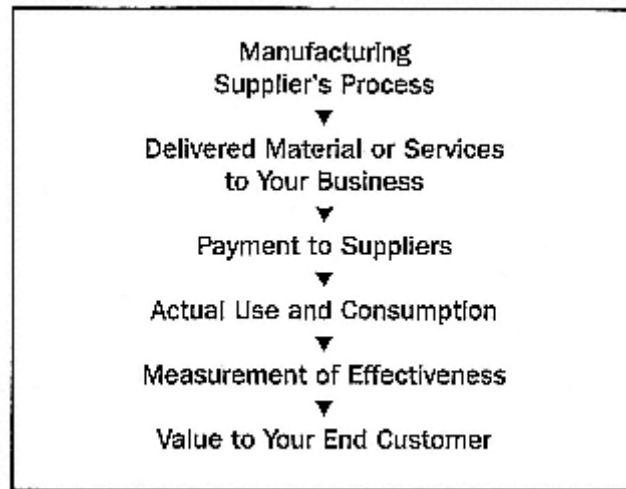 Manufacturing
Supplier's Process
▼
Delivered Material or Services
to Your Business
▼
Payment to Suppliers
▼
Actual Use and Consumption
▼
Measurement of Effectiveness
▼
Value to Your End Customer